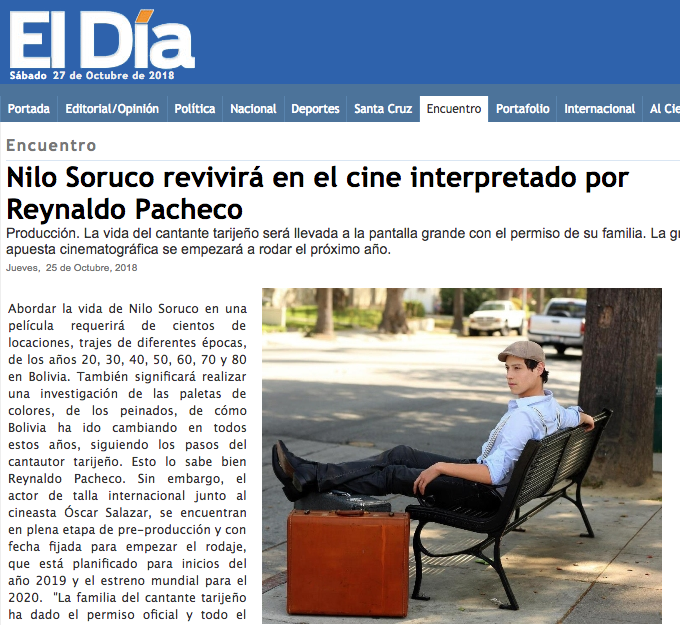 El Día
Sábado 27 de Octubre de 2018
Portada Editorial/Opinión Política Nacional Deportes Santa Cruz Encuentro Portafolio Internacional Al
Encuentro
Nilo Soruco revivirá en el cine interpretado por
Reynaldo Pacheco
Producción. La vida del cantante tarijeño será llevada a la pantalla grande con el permiso de su familia. La
apuesta cinematográfica se empezará a rodar el próximo año.
Jueves, 25 de Octubre, 2018
Abordar la vida de Nilo Soruco en una
película requerirá de cientos de
locaciones, trajes de diferentes épocas,
de los años 20, 30, 40, 50, 60, 70 y 80
en Bolivia. También significará realizar
una investigación de las paletas de
colores, de los peinados, de cómo
Bolivia ha ido cambiando en todos
estos años, siguiendo los pasos del
cantautor tarijeño. Esto lo sabe bien
Reynaldo Pacheco. Sin embargo, el
actor de talla internacional junto al
cineasta Óscar Salazar, se encuentran
en plena etapa de pre-producción y con
fecha fijada para empezar el rodaje,
que está planificado para inicios del
año 2019 y el estreno mundial para el
2020. "La familia del cantante tarijeño
ha dado el permiso oficial y todo el